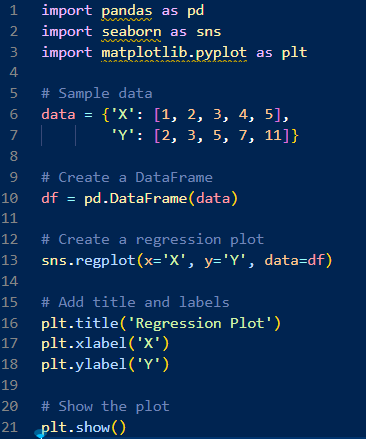 1 import pandas as pd
2 import seaborn as sns
3 import matplotlib.pyplot as plt
4
5 # Sample data
6 data = {'X': [1, 2, 3, 4, 5],
7         'Y': [2, 3, 5, 7, 11]}
8
9 # Create a DataFrame
10 df = pd.DataFrame(data)
11
12 # Create a regression plot
13 sns.regplot(x='X', y='Y', data=df)
14
15 # Add title and labels
16 plt.title('Regression Plot')
17 plt.xlabel('X')
18 plt.ylabel('Y')
19
20 # Show the plot
21 plt.show()